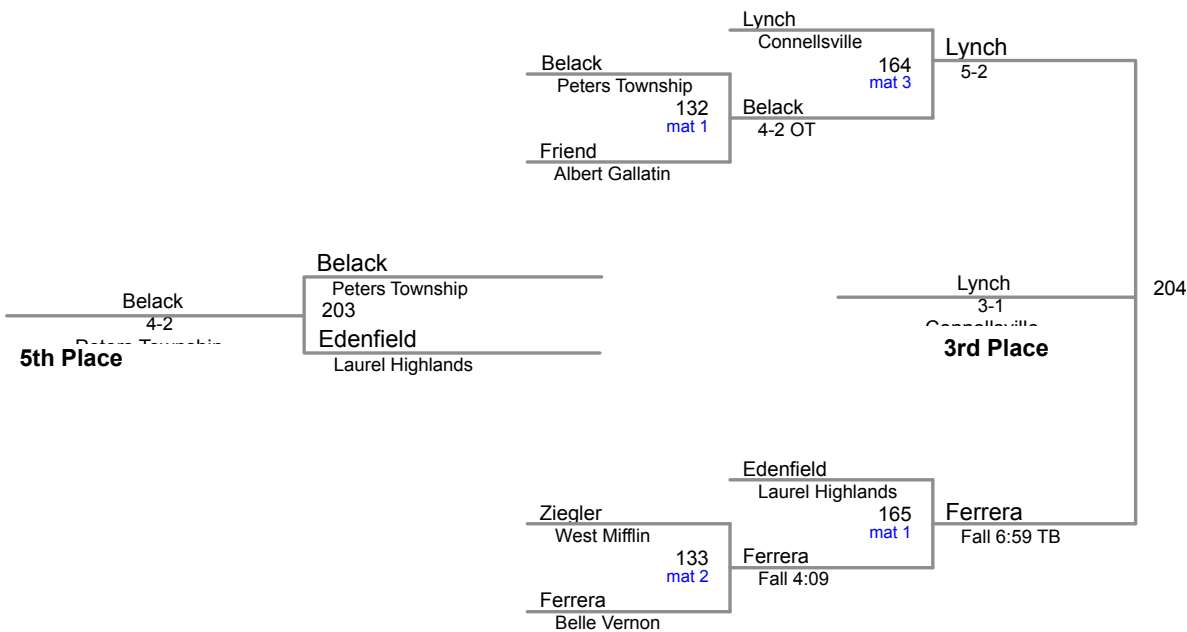 Lynch
Connellsville
164
mat 3
Lynch
5-2
Belack
Peters Township
132
mat 1
Belack
4-2 OT
Friend
Albert Gallatin
Belack
Peters Township
203
Edenfield
Laurel Highlands
Belack
4-2
Peters Township
5th Place
Lynch
3-1
Connellsville
3rd Place
204
Edenfield
Laurel Highlands
165
mat 1
Ferrera
Fall 6:59 TB
Ziegler
West Mifflin
133
mat 2
Ferrera
Fall 4:09
Ferrera
Belle Vernon